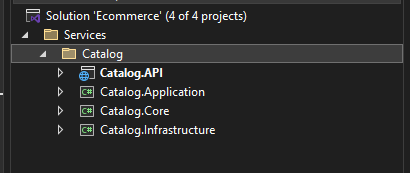 Solution 'Ecommerce' (4 of 4 projects)
Services
Catalog
Catalog.API
C# Catalog.Application
C# Catalog.Core
C# Catalog.Infrastructure